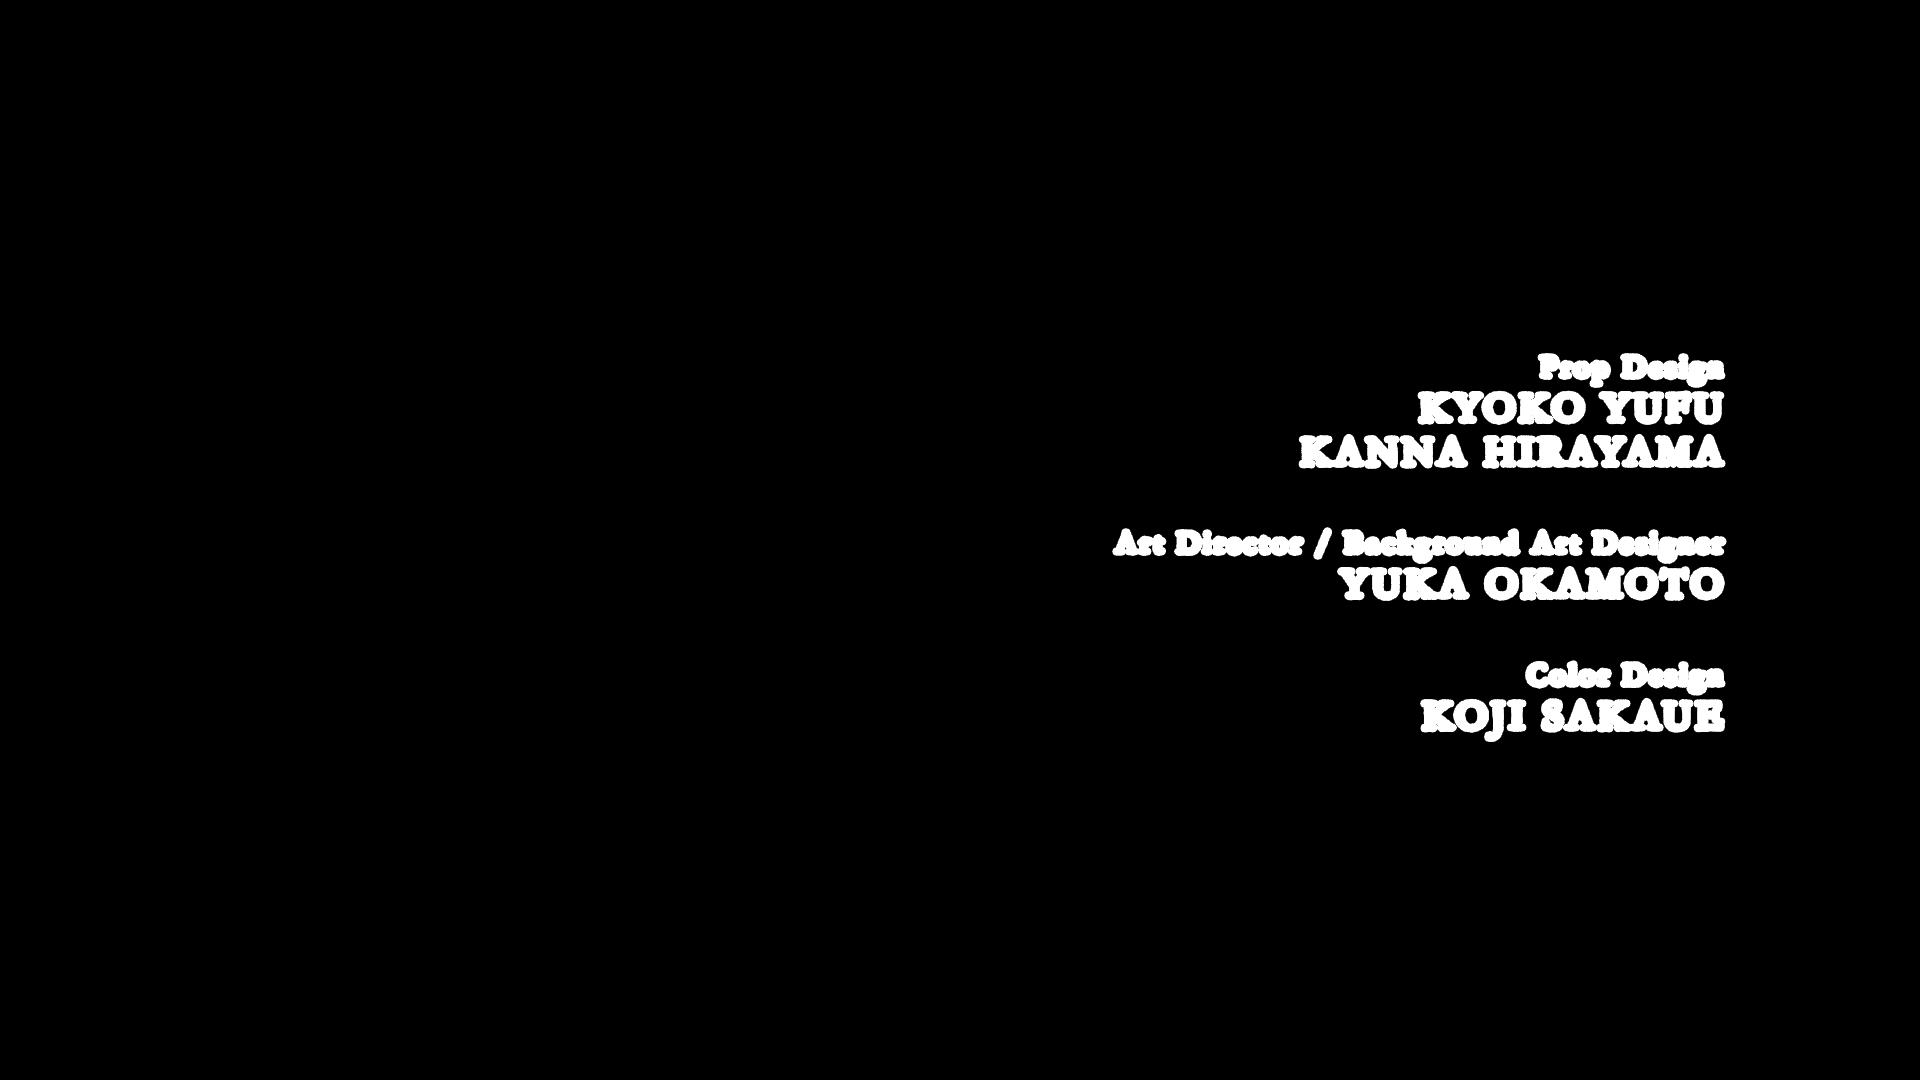 Prop Design
KYOKO YUFU
KANNA HIRAYAMA
Art Director / Background Art Designer
YUKA OKAMOTO
Color Design
KOJI SAKAUE